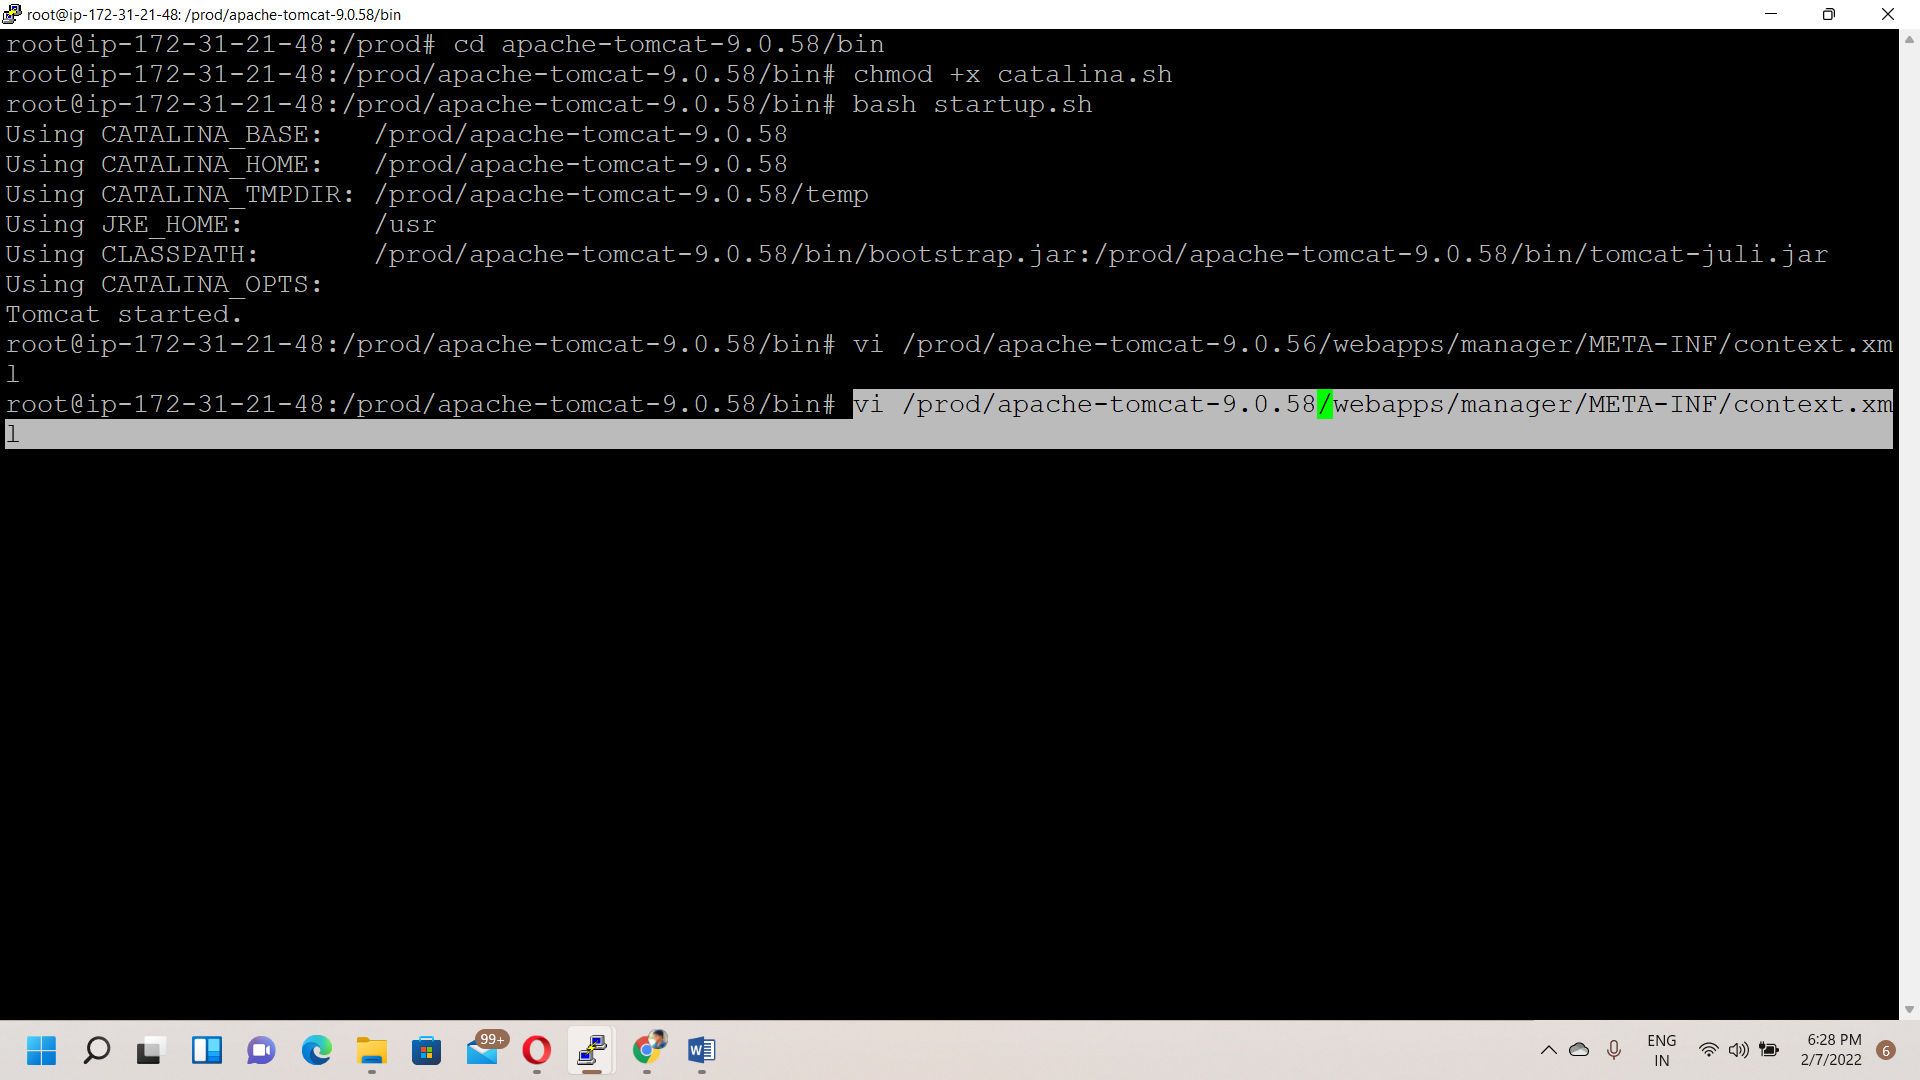 root@ip-172-31-21-48: /prod/apache-tomcat-9.0.58/bin
root@ip-172-31-21-48:/prod# cd apache-tomcat-9.0.58/bin
root@ip-172-31-21-48:/prod/apache-tomcat-9.0.58/bin# chmod +x catalina.sh
root@ip-172-31-21-48:/prod/apache-tomcat-9.0.58/bin# bash startup.sh
Using CATALINA_BASE:   /prod/apache-tomcat-9.0.58
Using CATALINA_HOME:   /prod/apache-tomcat-9.0.58
Using CATALINA_TMPDIR: /prod/apache-tomcat-9.0.58/temp
Using JRE_HOME:        /usr
Using CLASSPATH:       /prod/apache-tomcat-9.0.58/bin/bootstrap.jar:/prod/apache-tomcat-9.0.58/bin/tomcat-juli.jar
Using CATALINA_OPTS:
Tomcat started.
root@ip-172-31-21-48:/prod/apache-tomcat-9.0.58/bin# vi /prod/apache-tomcat-9.0.56/webapps/manager/META-INF/context.xm
l
root@ip-172-31-21-48:/prod/apache-tomcat-9.0.58/bin# vi /prod/apache-tomcat-9.0.58/webapps/manager/META-INF/context.xm
l
99+
ENG
IN
6:28 PM
2/7/2022
6